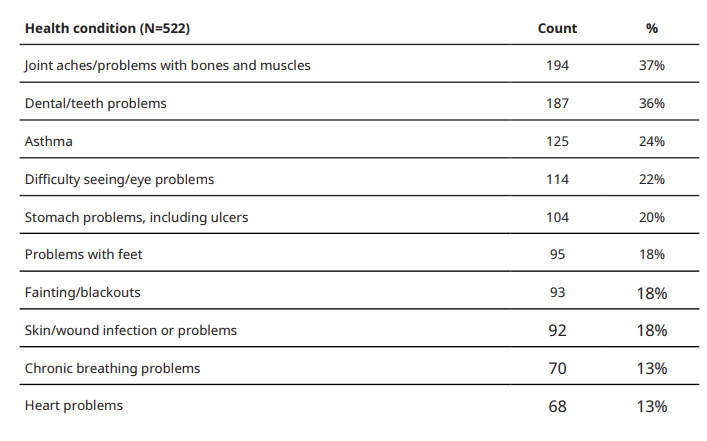 Health condition (N=522) Count %
Joint aches/problems with bones and muscles 194 37%
Dental/teeth problems 187 36%
Asthma 125 24%
Difficulty seeing/eye problems 114 22%
Stomach problems, including ulcers 104 20%
Problems with feet 95 18%
Fainting/blackouts 93 18%
Skin/wound infection or problems 92 18%
Chronic breathing problems 70 13%
Heart problems 68 13%